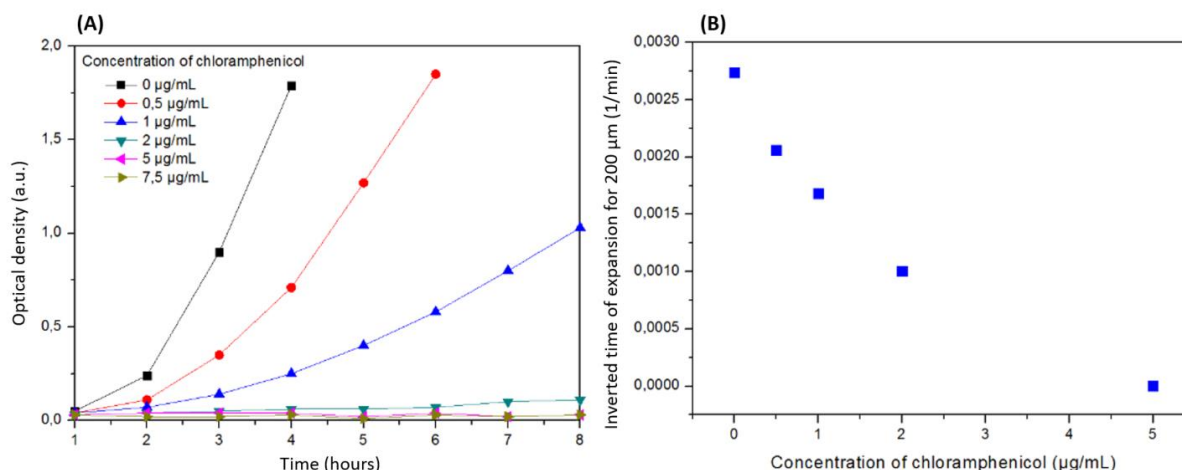 (A)
Concentration of chloramphenicol
0 µg/mL
0,5 µg/mL
1 µg/mL
2 µg/mL
5 µg/mL
7,5 µg/mL
Optical density (a.u.)
2,0
1,5
1,0
0,5
0,0
1 2 3 4 5 6 7 8
Time (hours)
(B)
Inverted time of expansion for 200 µm (1/min)
0,0030
0,0025
0,0020
0,0015
0,0010
0,0005
0,0000
0 1 2 3 4 5
Concentration of chloramphenicol (µg/mL)